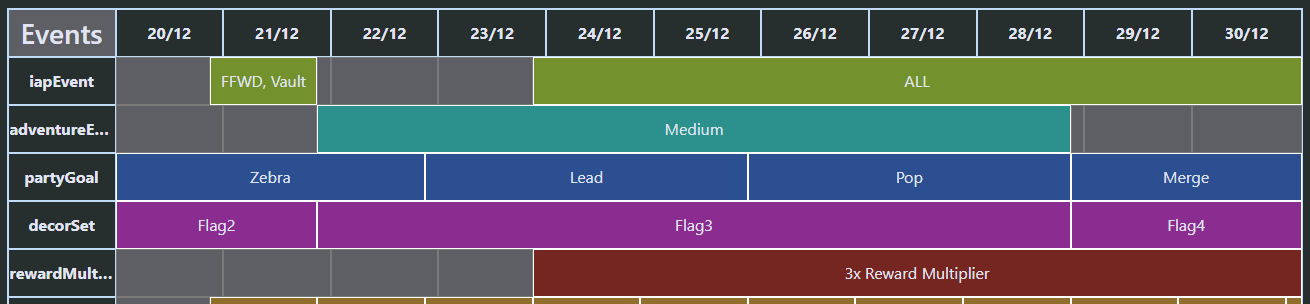 Events 20/12 21/12 22/12 23/12 24/12 25/12 26/12 27/12 28/12 29/12 30/12
iapEvent FFWD, Vault ALL
adventureE... Medium
partyGoal Zebra Lead Pop Merge
decorSet Flag2 Flag3 Flag4
rewardMult... 3x Reward Multiplier